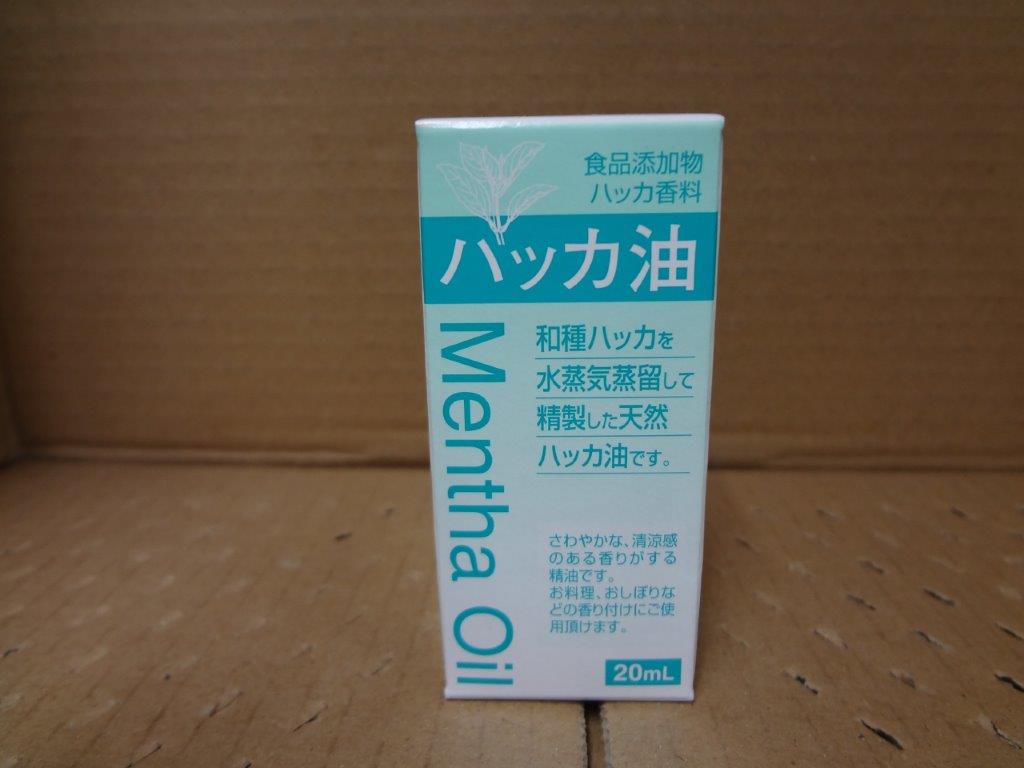 食品添加物
ハッカ香料
ハッカ油
Mentha Oil
和種ハッカを
水蒸気蒸留して
精製した天然
ハッカ油です。
さわやかな、清涼感
のある香りがする
精油です。
お料理、おしぼりな
どの香り付けにご使
用頂けます。
20mL